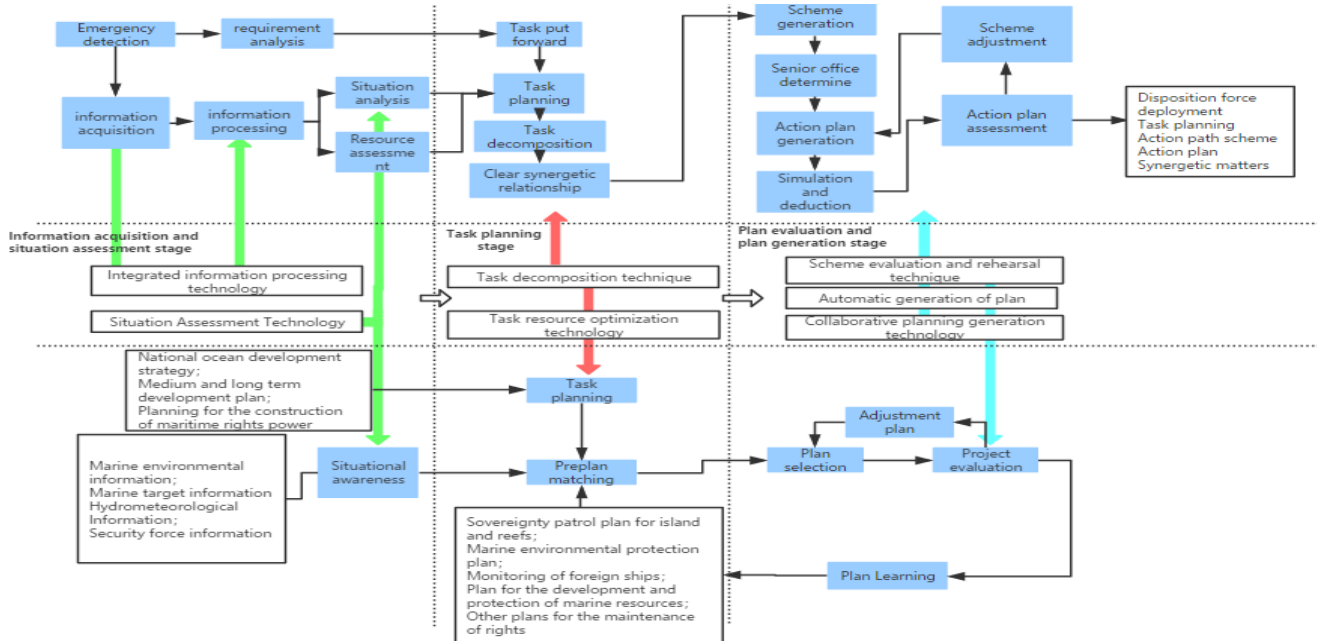 Emergency
detection
requirement
analysis
Task put
forward
Scheme
generation
Scheme
adjustment
information
acquisition
information
processing
Situation
analysis
Resource
assessm
ent
Task
planning
Task
decomposition
Clear synergetic
relationship
Senior office
determine
Action plan
generation
Simulation
and
deduction
Action plan
assessment
Disposition force
deployment
Task planning
Action path scheme
Action plan
Synergetic matters
Information acquisition and
situation assessment stage
Task planning
stage
Plan evaluation and
plan generation stage
Integrated information processing
technology
Situation Assessment Technology
Task decomposition technique
Task resource optimization
technology
Scheme evaluation and rehearsal
technique
Automatic generation of plan
Collaborative planning generation
technology
National ocean development
strategy;
Medium and long term
development plan;
Planning for the construction
of maritime rights power
Marine environmental
information;
Marine target information
Hydrometeorological
Information;
Security force information
Situational
awareness
Task
planning
Preplan
matching
Sovereignty patrol plan for island
and reefs;
Marine environmental protection
plan;
Monitoring of foreign ships;
Plan for the development and
protection of marine resources;
Other plans for the maintenance
of rights
Adjustment
plan
Plan
selection
Project
evaluation
Plan Learning